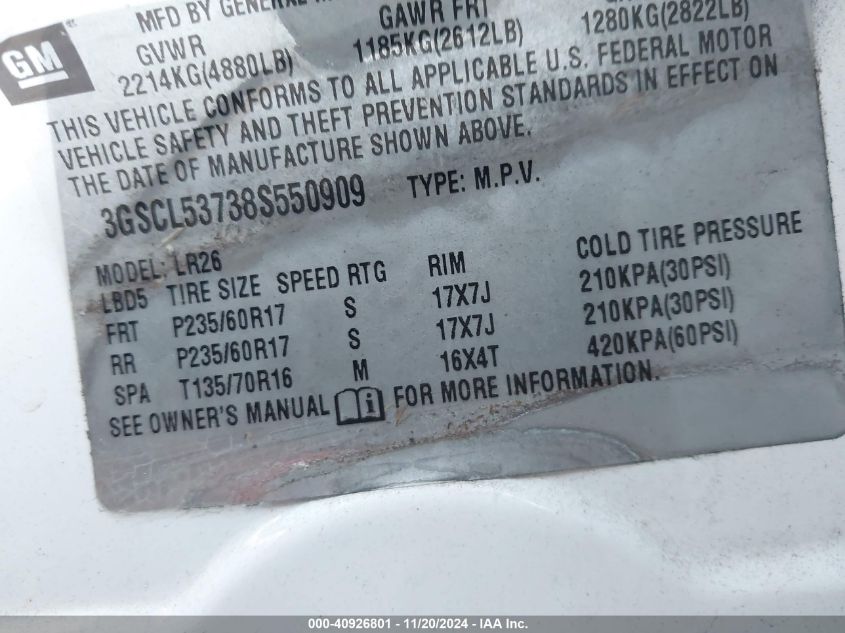 GM
MFD BY GENERAL
GVWR GAWR FRT
2214KG(4880LB) 1185KG(2612LB) 1280KG(2822LB)
THIS VEHICLE CONFORMS TO ALL APPLICABLE U.S. FEDERAL MOTOR
VEHICLE SAFETY AND THEFT PREVENTION STANDARDS IN EFFECT ON
THE DATE OF MANUFACTURE SHOWN ABOVE.
3GSCL53738S550909 TYPE: M.P.V.
MODEL: LR26
LBD5 TIRE SIZE SPEED RTG RIM COLD TIRE PRESSURE
FRT P235/60R17 S 17X7J 210KPA(30PSI)
RR P235/60R17 S 17X7J 210KPA(30PSI)
SPA T135/70R16 M 16X4T 420KPA(60PSI)
SEE OWNER'S MANUAL i FOR MORE INFORMATION.
000-40926801 - 11/20/2024 - IAA Inc.